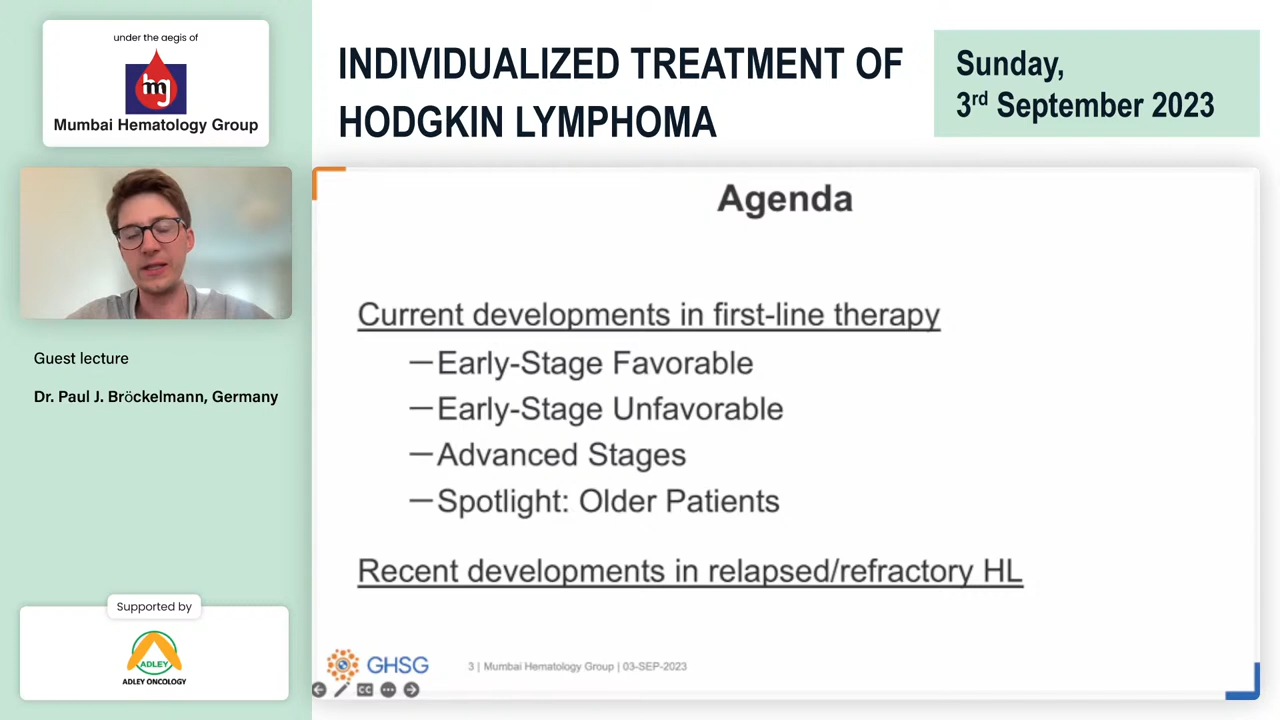 under the aegis of
hmg
Mumbai Hematology Group
INDIVIDUALIZED TREATMENT OF
HODGKIN LYMPHOMA
Sunday,
3rd September 2023
Guest lecture
Dr. Paul J. Bröckelmann, Germany
Agenda
Current developments in first-line therapy
—Early-Stage Favorable
—Early-Stage Unfavorable
—Advanced Stages
—Spotlight: Older Patients
Recent developments in relapsed/refractory HL
GHSG
3 | Mumbai Hematology Group | 03-SEP-2023
CC
Supported by
ADLEY
ADLEY ONCOLOGY